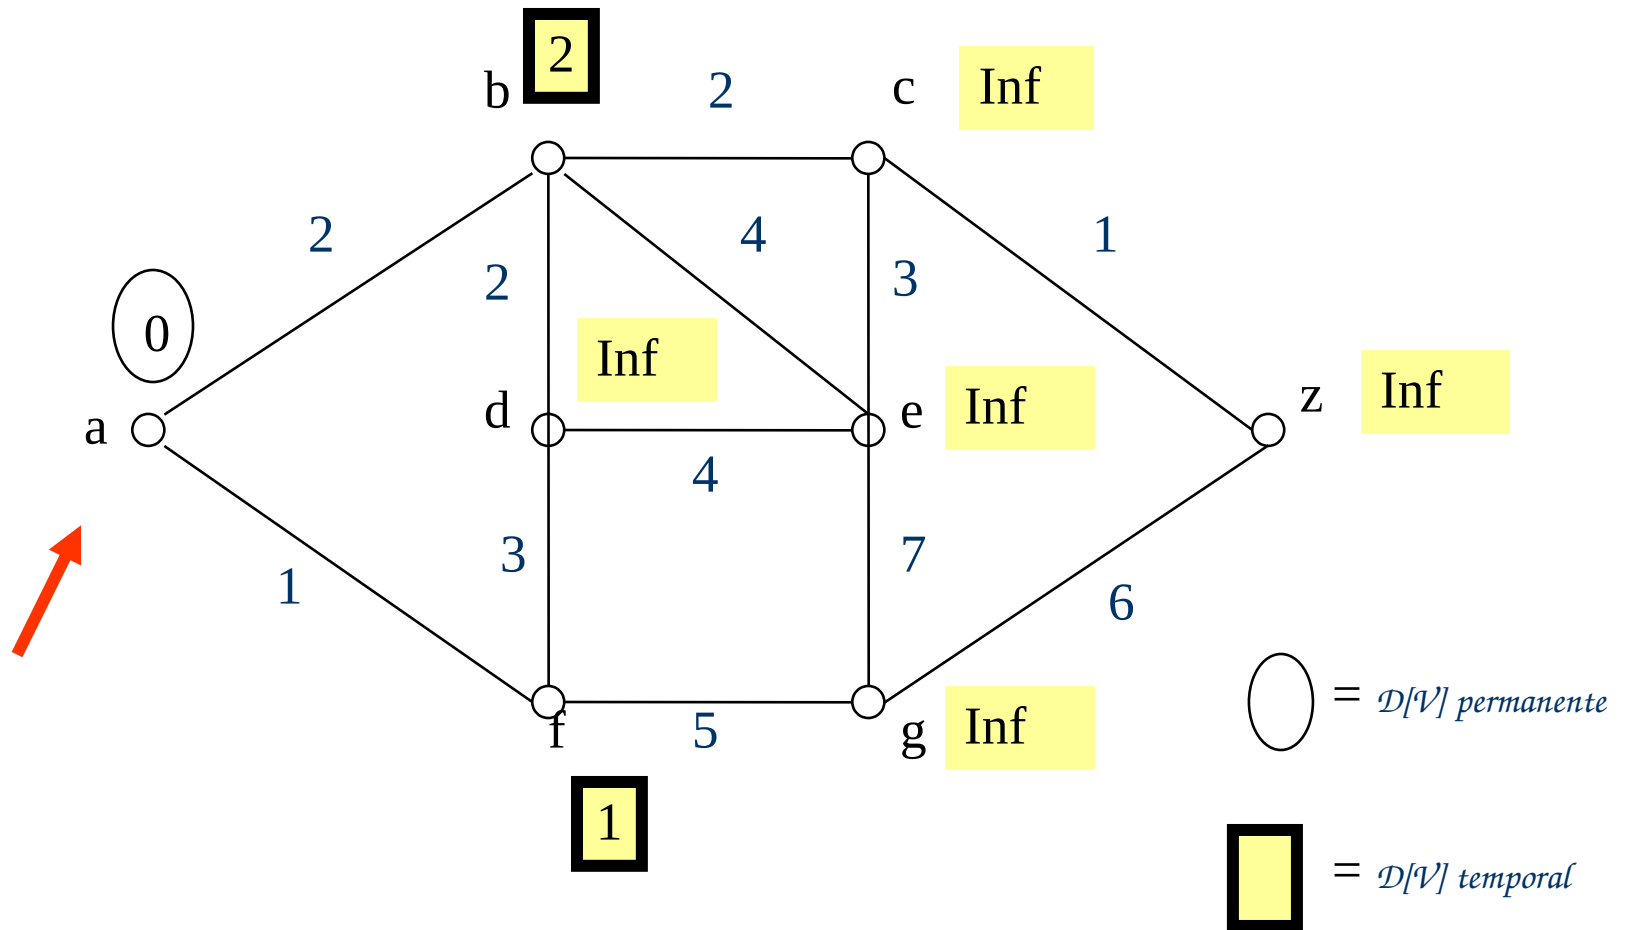 2
b
2
c
Inf
2
4
1
2
3
0
Inf
Inf
z
Inf
d
e
a
4
3
7
1
6
= D[V] permanente
f
5
g
Inf
1
= D[V] temporal